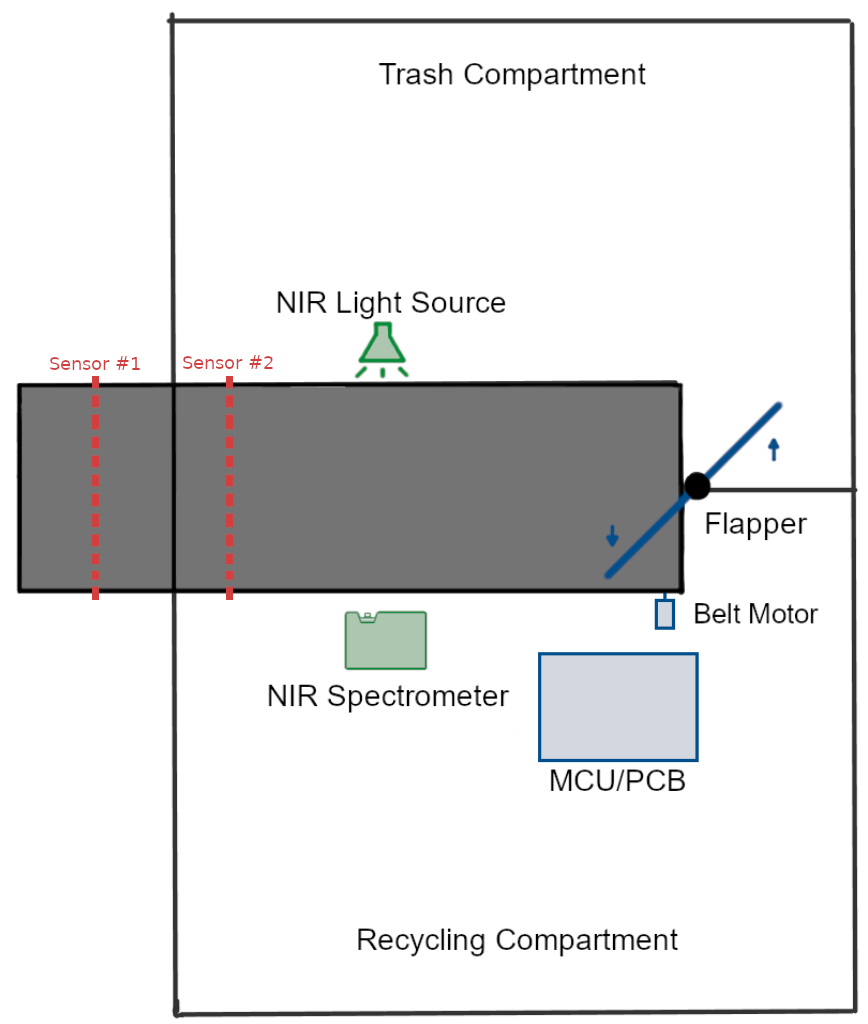 Trash Compartment
NIR Light Source
Sensor #1
Sensor #2
Flapper
Belt Motor
NIR Spectrometer
MCU/PCB
Recycling Compartment